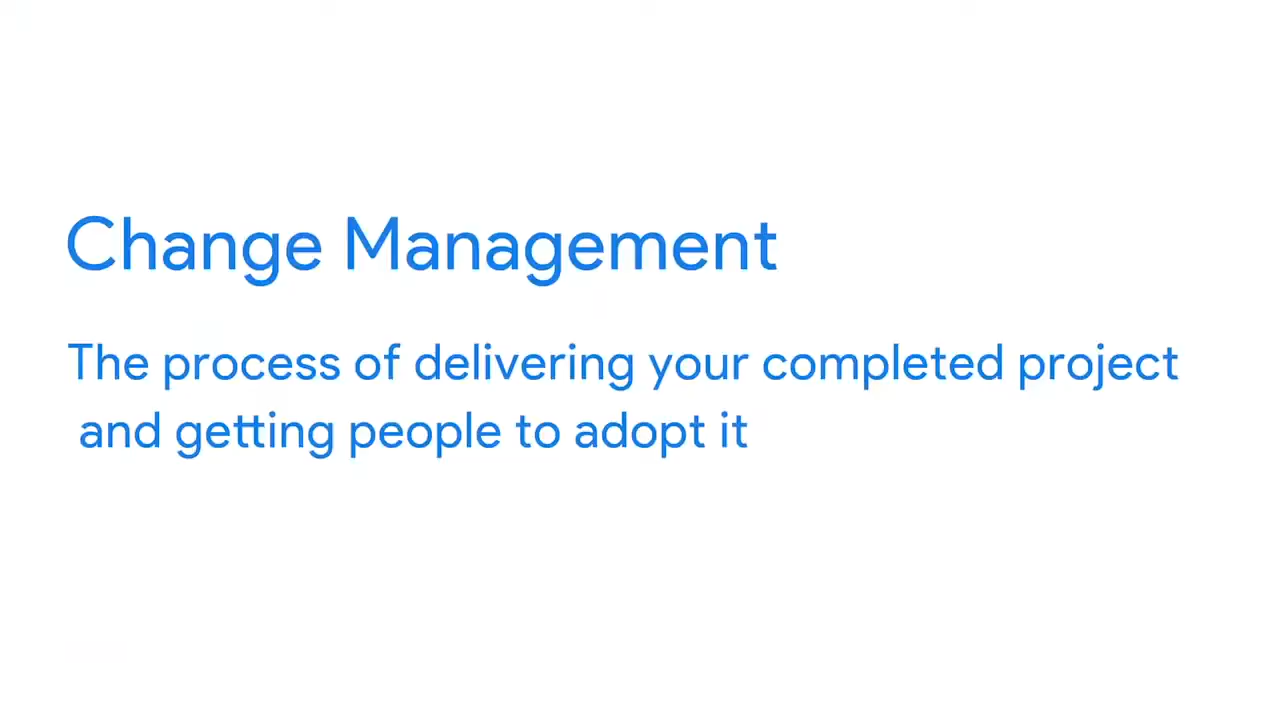 Change Management
The process of delivering your completed project
and getting people to adopt it